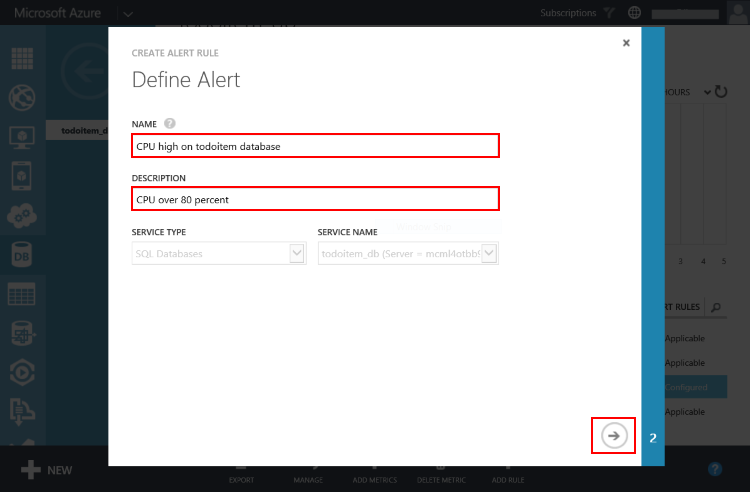 Microsoft Azure
Subscriptions
CREATE ALERT RULE
Define Alert
HOURS
todoitem_d
NAME ?
CPU high on todoitem database
DESCRIPTION
CPU over 80 percent
SERVICE TYPE
SERVICE NAME
SQL Databases
todoitem_db (Server = mcml4otbb9
3 4 5
RT RULES
Applicable
Applicable
Configured
Applicable
DB
2
NEW
EXPORT
MANAGE
ADD METRICS
DELETE METRIC
ADD RULE
?